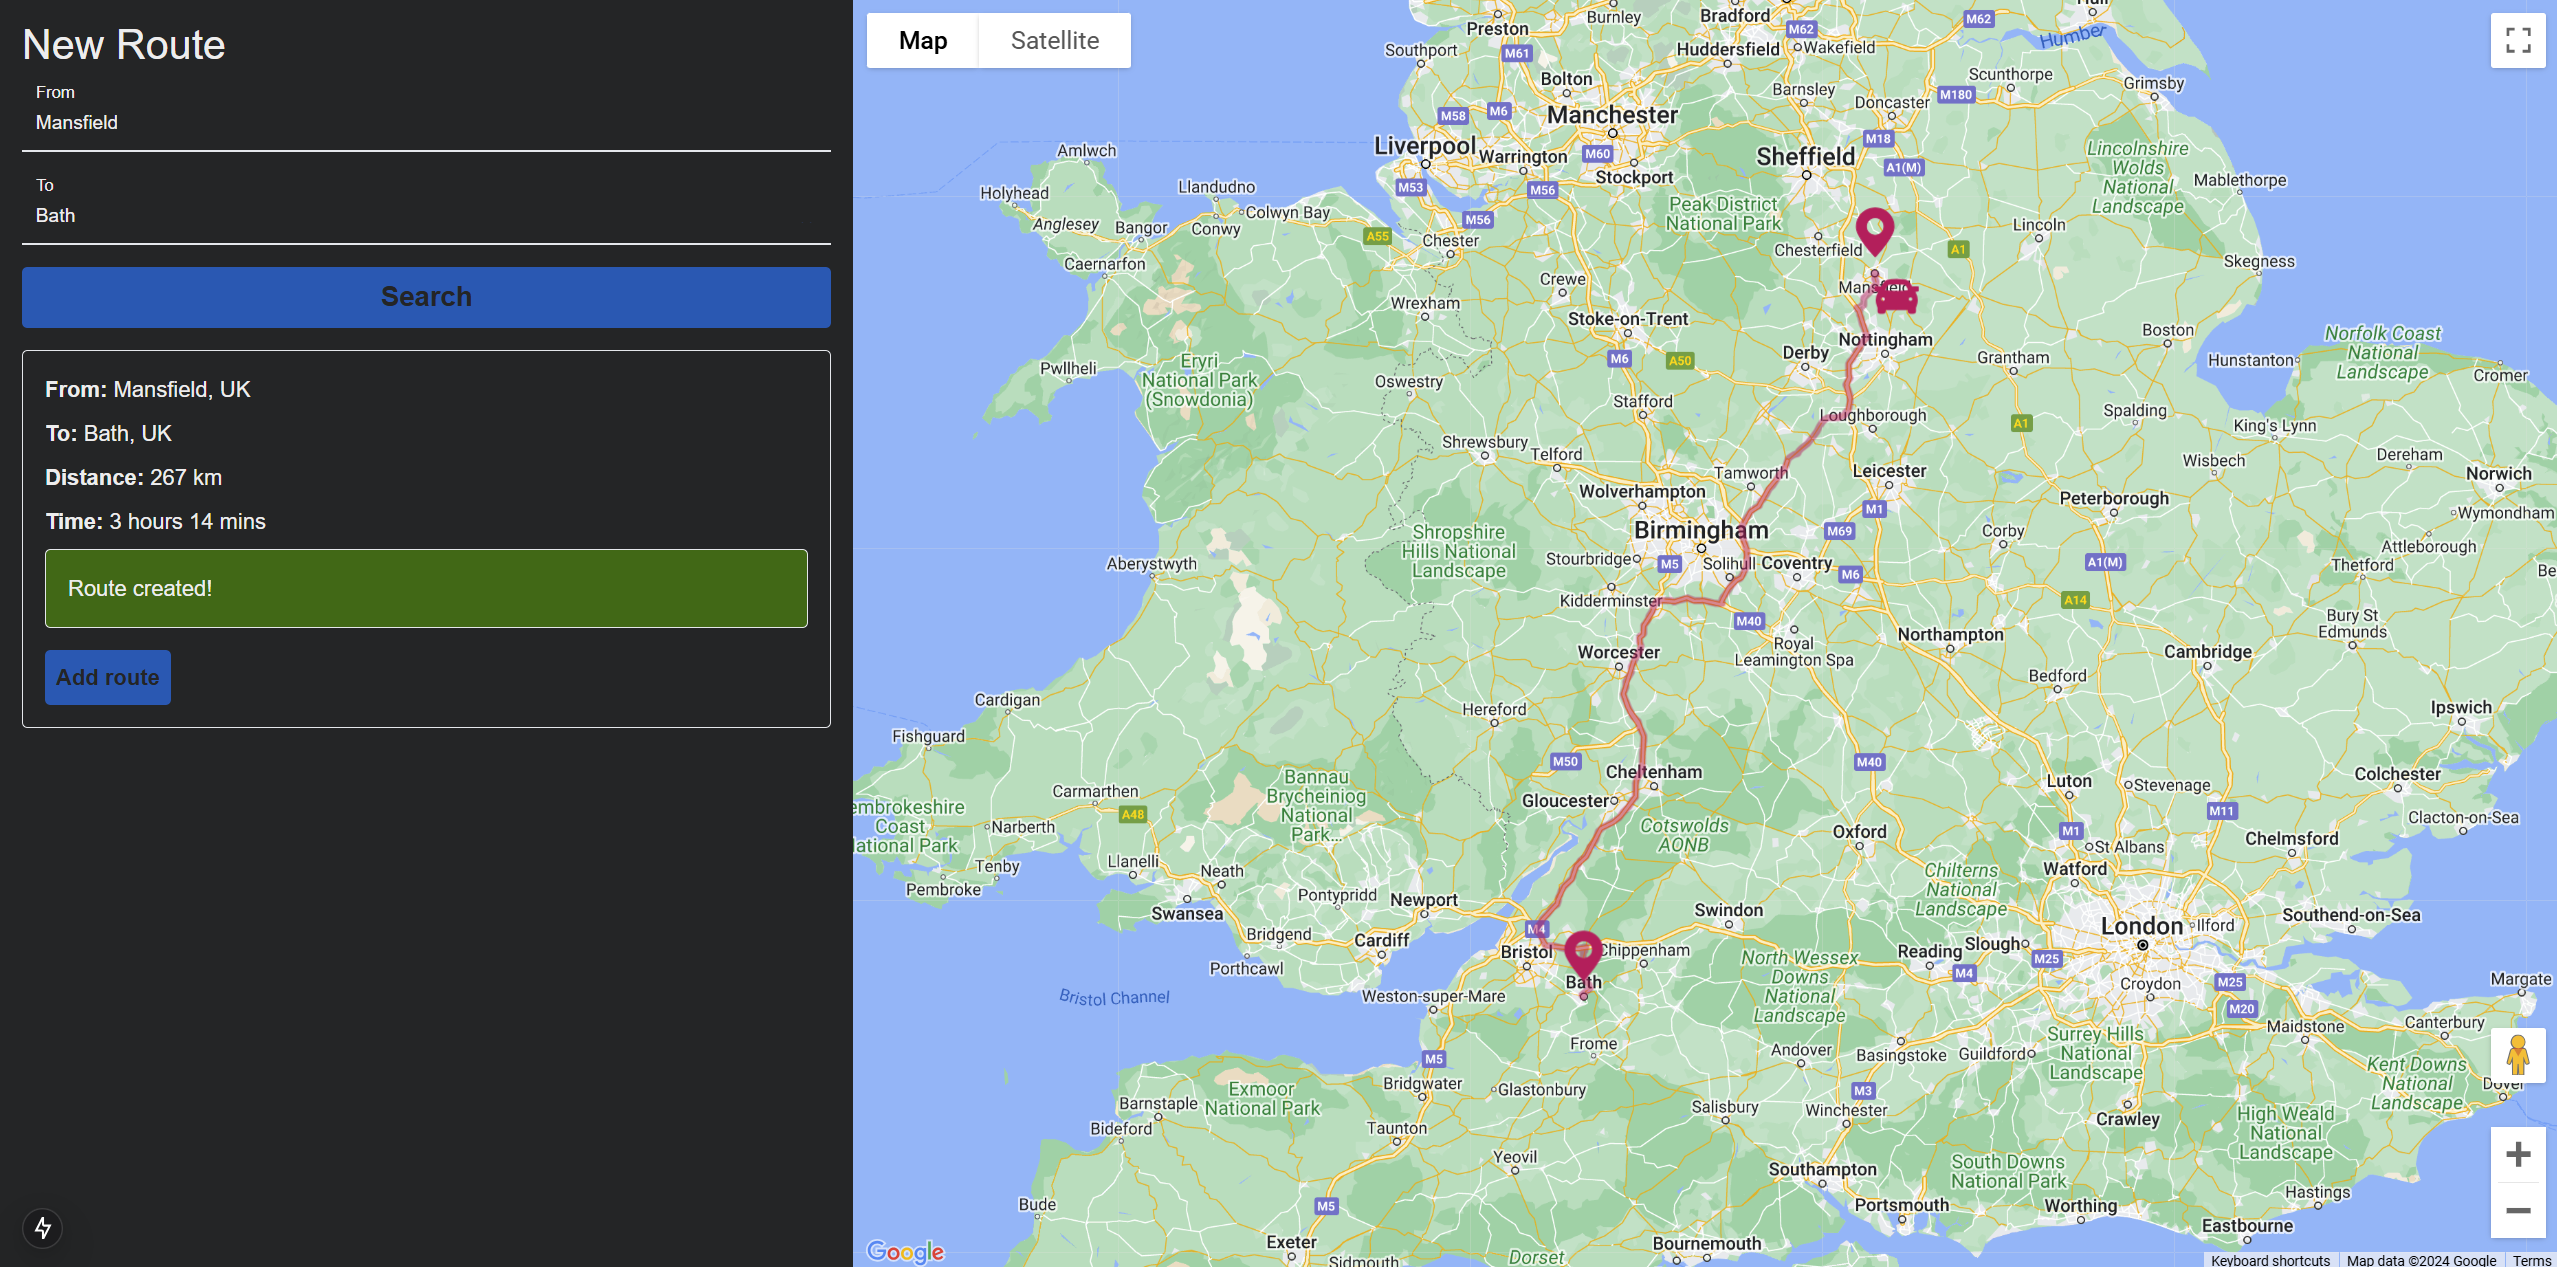 New Route
From
Mansfield
To
Bath
Search
From: Mansfield, UK
To: Bath, UK
Distance: 267 km
Time: 3 hours 14 mins
Route created!
Add route
Map
Satellite
Preston
Burnley
Bradford
M62
M62
Humber
Southport
M61
Huddersfield
Wakefield
Bolton
Scunthorpe
Grimsby
Barnsley
Doncaster
M180
M58
M6
Manchester
M18
Liverpool
Warrington
M60
Sheffield
A1(M)
Lincolnshire
Wolds
National
Landscape
Amlwch
Stockport
M53
M56
Mablethorpe
Holyhead
Llandudno
Colwyn Bay
Anglesey
Bangor
Conwy
A55
M56
Chester
Peak District
National Park
Chesterfield
A1
Lincoln
Caernarfon
Skegness
Crewe
Mansfield
Wrexham
Stoke-on-Trent
Nottingham
Boston
Norfolk Coast
National
Landscape
Pwllheli
Eryri
National Park
(Snowdonia)
M6
A50
Derby
Grantham
Hunstanton
Cromer
Oswestry
Stafford
Loughborough
A1
Spalding
King's Lynn
Shrewsbury
Telford
Tamworth
Leicester
Wisbech
Dereham
Norwich
Wolverhampton
Peterborough
Wymondham
Shropshire
Hills National
Landscape
Birmingham
M1
M69
Corby
Attleborough
Aberystwyth
Stourbridge
M5
Solihull
Coventry
M6
A1(M)
Thetford
Be
Kidderminster
M40
A14
Bury St
Edmunds
Royal
Leamington Spa
Northampton
Worcester
Cambridge
Bedford
Cardigan
Hereford
Ipswich
Fishguard
M50
Cheltenham
M40
Luton
Stevenage
Colchester
Bannau
Brycheiniog
National
Park...
Carmarthen
A48
Gloucester
M11
Clacton-on-Sea
embrokeshire
Coast
lational Park
Narberth
Cotswolds
AONB
Oxford
M1
St Albans
Chelmsford
Tenby
Llanelli
Neath
Chilterns
National
Landscape
Watford
Pembroke
Pontypridd
Newport
Swansea
Swindon
London
Ilford
Southend-on-Sea
Bridgend
Cardiff
M4
Bristol
Chippenham
Reading
Slough
M25
Porthcawl
North Wessex
Downs
National
Landscape
M4
Croydon
M25
Margate
Bristol Channel
Weston-super-Mare
Bath
M20
Frome
Andover
Basingstoke
Guildford
Surrey Hills
National
Landscape
Maidstone
Canterbury
M5
Kent Downs
National
Landscape
Dover
Exmoor
National Park
Bridgwater
Glastonbury
M3
Barnstaple
Salisbury
Winchester
Crawley
High Weald
National
Landscape
Bideford
Taunton
Yeovil
Southampton
South Downs
National Park
Bude
M5
Portsmouth
Worthing
Hastings
Eastbourne
Exeter
Sidmouth
Dorset
Bournemouth
Google
Keyboard shortcuts
Map data ©2024 Google
Terms